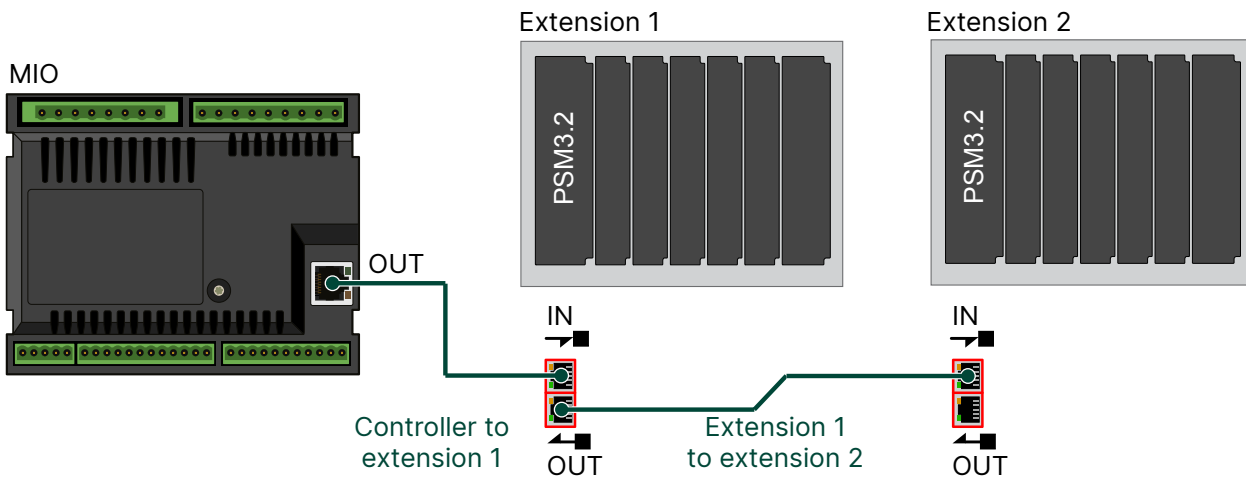 Extension 1
Extension 2
MIO
PSM3.2
PSM3.2
OUT
IN
IN
Controller to
extension 1
Extension 1
to extension 2
OUT
OUT